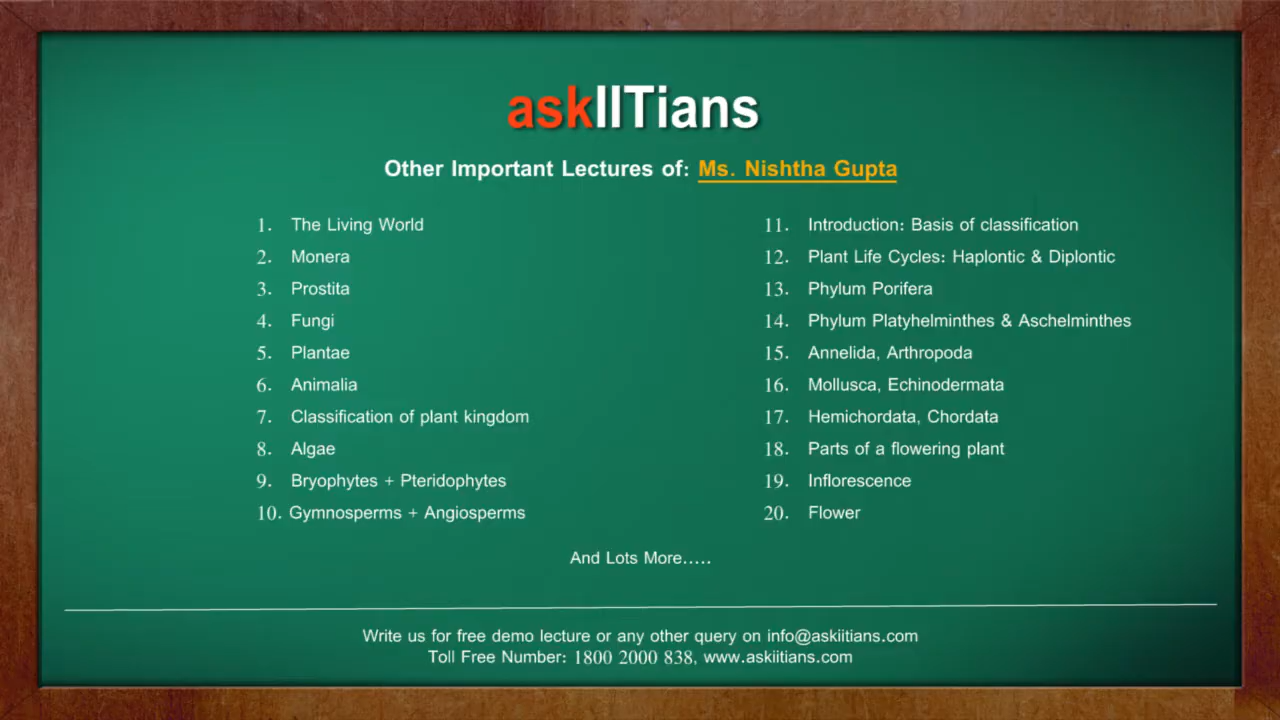 askIITians
Other Important Lectures of: Ms. Nishtha Gupta
1. The Living World
2. Monera
3. Prostita
4. Fungi
5. Plantae
6. Animalia
7. Classification of plant kingdom
8. Algae
9. Bryophytes + Pteridophytes
10. Gymnosperms + Angiosperms
11. Introduction: Basis of classification
12. Plant Life Cycles: Haplontic & Diplontic
13. Phylum Porifera
14. Phylum Platyhelminthes & Aschelminthes
15. Annelida, Arthropoda
16. Mollusca, Echinodermata
17. Hemichordata, Chordata
18. Parts of a flowering plant
19. Inflorescence
20. Flower
And Lots More.....
Write us for free demo lecture or any other query on info@askiitians.com
Toll Free Number: 1800 2000 838, www.askiitians.com